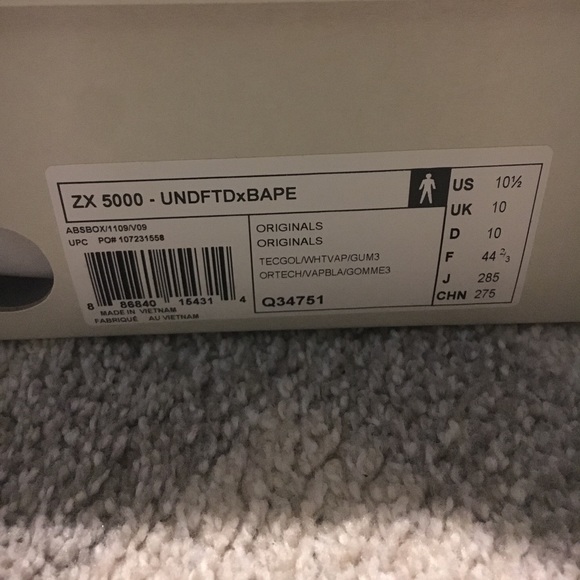 ZX 5000 - UNDFTDxBAPE
ABSBOX/1109/V09
UPC PO# 107231558
8 86840 15431 4
MADE IN VIETNAM
FABRIQUÉ AU VIETNAM
ORIGINALS
ORIGINALS
TECGOL/WHTVAP/GUM3
ORTECH/VAPBLA/GOMME3
Q34751
US 10½
UK 10
D 10
F 44 ⅔
J 285
CHN 275